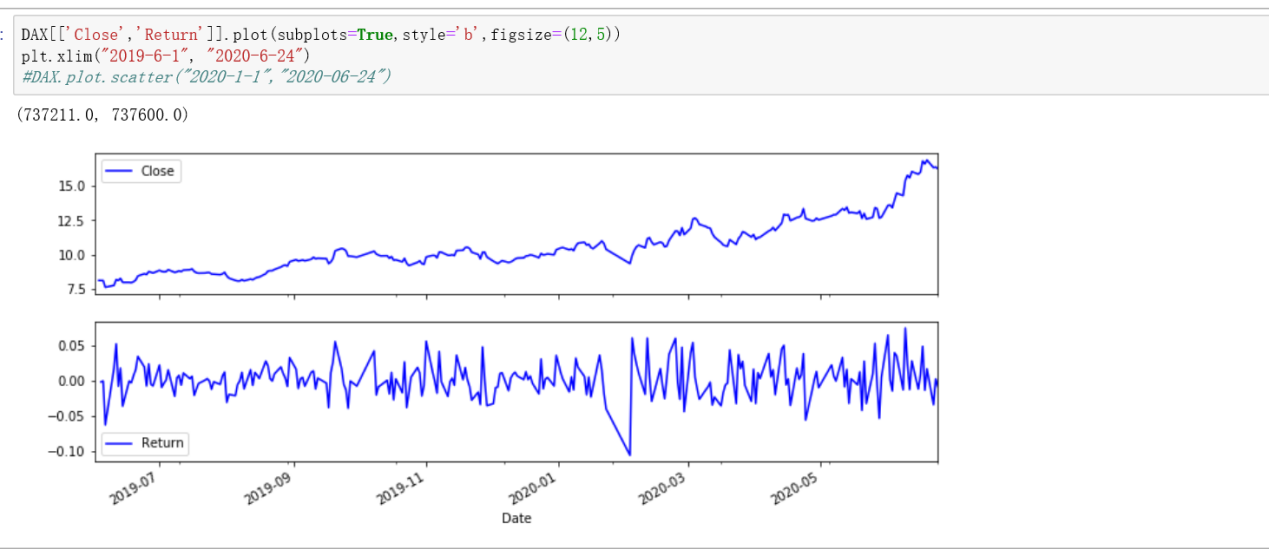 :
DAX[['Close','Return']].plot(subplots=True,style='b',figsize=(12,5))
plt.xlim("2019-6-1", "2020-6-24")
#DAX.plot.scatter("2020-1-1","2020-06-24")
(737211.0, 737600.0)
Close
15.0
12.5
10.0
7.5
0.05
0.00
−0.05
−0.10
Return
2019-07 2019-09 2019-11 2020-01 2020-03 2020-05
Date